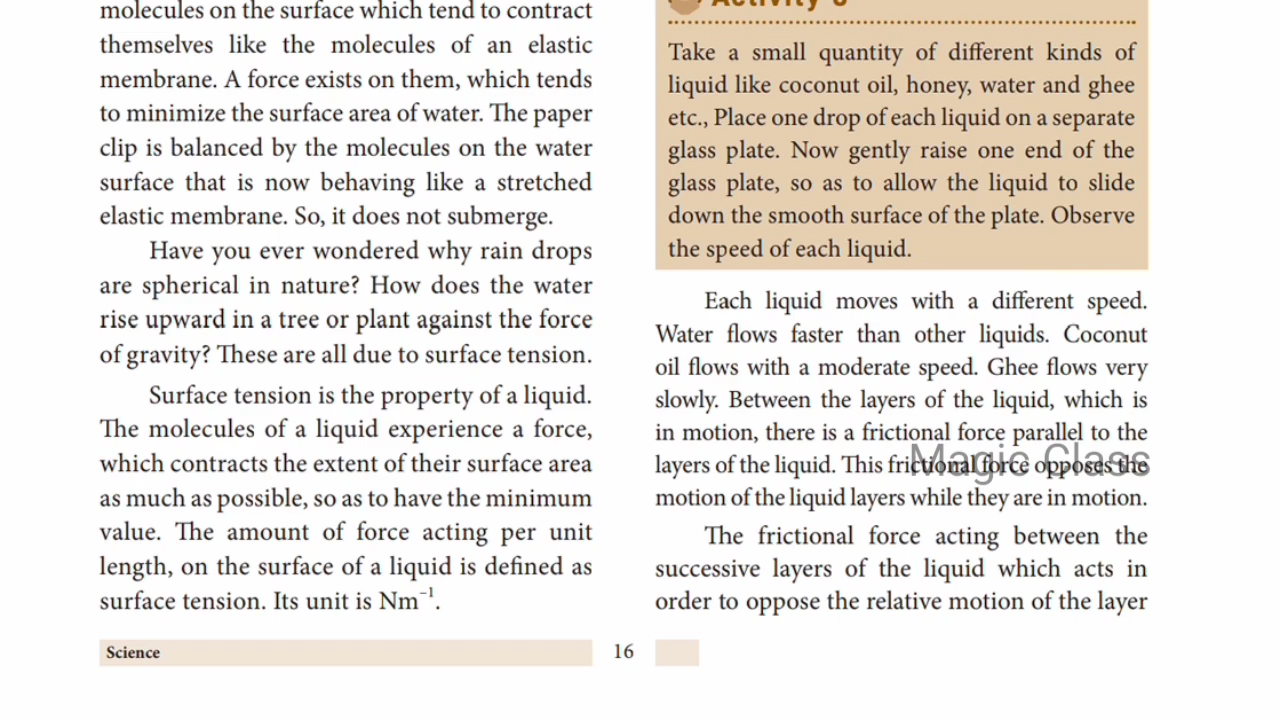 molecules on the surface which tend to contract
themselves like the molecules of an elastic
membrane. A force exists on them, which tends
to minimize the surface area of water. The paper
clip is balanced by the molecules on the water
surface that is now behaving like a stretched
elastic membrane. So, it does not submerge.
Have you ever wondered why rain drops
are spherical in nature? How does the water
rise upward in a tree or plant against the force
of gravity? These are all due to surface tension.
Surface tension is the property of a liquid.
The molecules of a liquid experience a force,
which contracts the extent of their surface area
as much as possible, so as to have the minimum
value. The amount of force acting per unit
length, on the surface of a liquid is defined as
surface tension. Its unit is Nm⁻¹.
Take a small quantity of different kinds of
liquid like coconut oil, honey, water and ghee
etc., Place one drop of each liquid on a separate
glass plate. Now gently raise one end of the
glass plate, so as to allow the liquid to slide
down the smooth surface of the plate. Observe
the speed of each liquid.
Each liquid moves with a different speed.
Water flows faster than other liquids. Coconut
oil flows with a moderate speed. Ghee flows very
slowly. Between the layers of the liquid, which is
in motion, there is a frictional force parallel to the
layers of the liquid. This frictional force opposes the
motion of the liquid layers while they are in motion.
The frictional force acting between the
successive layers of the liquid which acts in
order to oppose the relative motion of the layer
Magic Class
Science
16